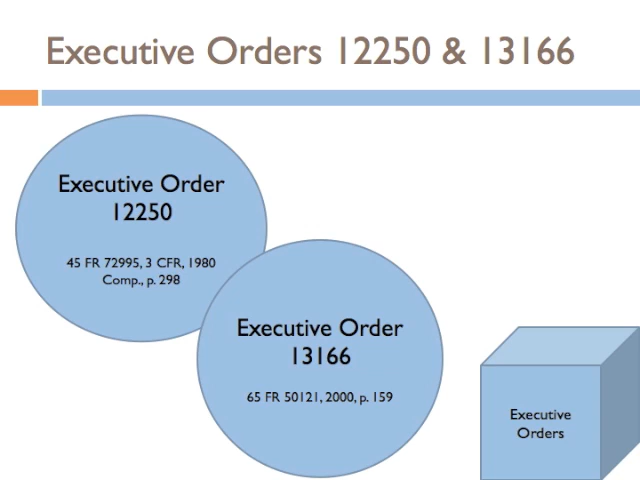 Executive Orders 12250 & 13166
Executive Order
12250
45 FR 72995, 3 CFR, 1980
Comp., p. 298
Executive Order
13166
65 FR 50121, 2000, p. 159
Executive
Orders